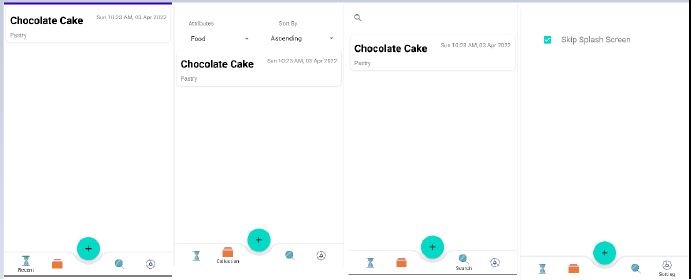 Chocolate Cake
Sun 10:23 AM, 03 Apr 2022
Pastry
Recent
Attributes
Sort By
Food
Ascending
Chocolate Cake
Sun 10:23 AM, 03 Apr 2022
Pastry
Collection
Chocolate Cake
Sun 10:23 AM, 03 Apr 2022
Pastry
Search
Skip Splash Screen
Setting